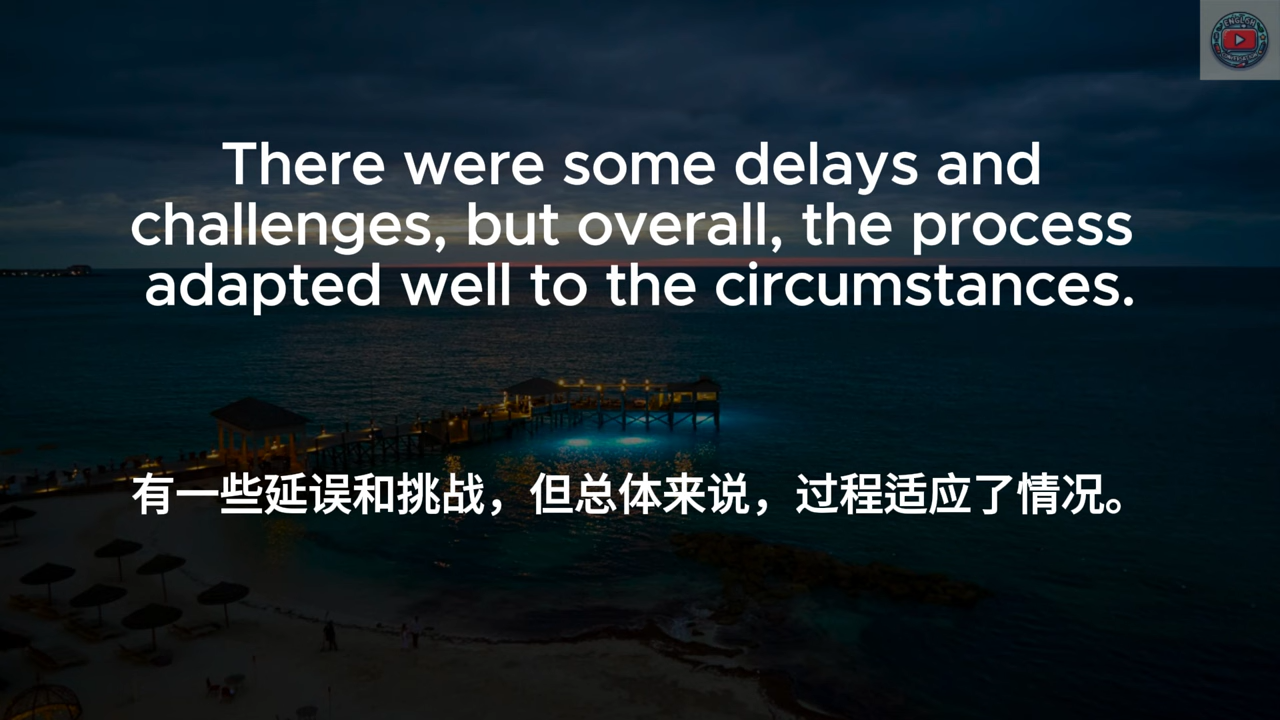 There were some delays and
challenges, but overall, the process
adapted well to the circumstances.
有一些延误和挑战，但总体来说，过程适应了情况。